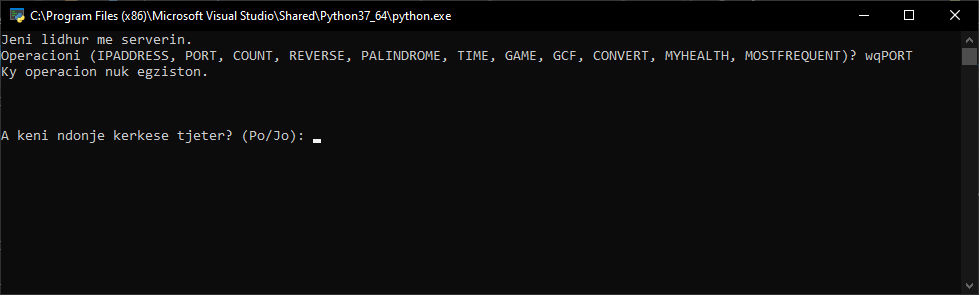 C:\Program Files (x86)\Microsoft Visual Studio\Shared\Python37_64\python.exe
Jeni lidhur me serverin.
Operacioni (IPADDRESS, PORT, COUNT, REVERSE, PALINDROME, TIME, GAME, GCF, CONVERT, MYHEALTH, MOSTFREQUENT)? wqPORT
Ky operacion nuk egziston.
A keni ndonje kerkese tjeter? (Po/Jo):